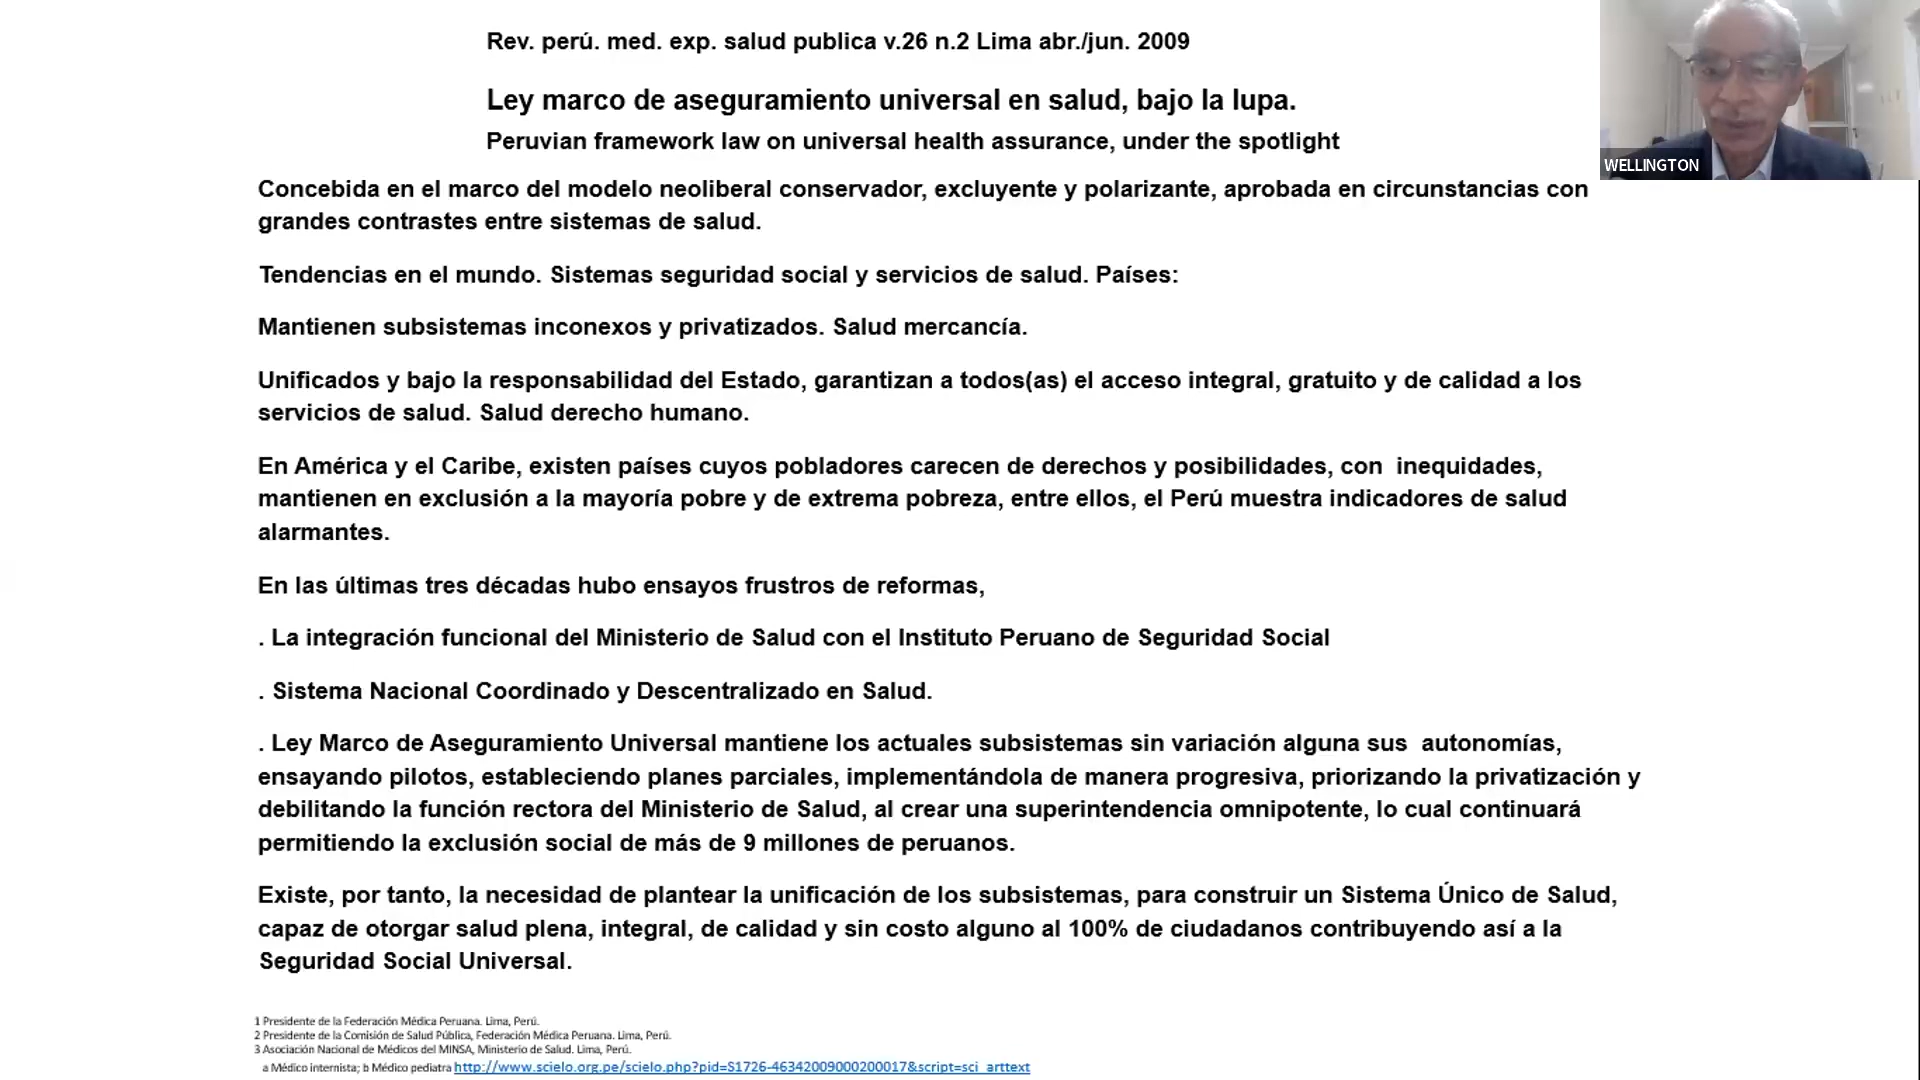 Rev. perú. med. exp. salud publica v.26 n.2 Lima abr./jun. 2009
Ley marco de aseguramiento universal en salud, bajo la lupa.
Peruvian framework law on universal health assurance, under the spotlight
WELLINGTON
Concebida en el marco del modelo neoliberal conservador, excluyente y polarizante, aprobada en circunstancias con
grandes contrastes entre sistemas de salud.
Tendencias en el mundo. Sistemas seguridad social y servicios de salud. Países:
Mantienen subsistemas inconexos y privatizados. Salud mercancía.
Unificados y bajo la responsabilidad del Estado, garantizan a todos(as) el acceso integral, gratuito y de calidad a los
servicios de salud. Salud derecho humano.
En América y el Caribe, existen países cuyos pobladores carecen de derechos y posibilidades, con inequidades,
mantienen en exclusión a la mayoría pobre y de extrema pobreza, entre ellos, el Perú muestra indicadores de salud
alarmantes.
En las últimas tres décadas hubo ensayos frustros de reformas,
. La integración funcional del Ministerio de Salud con el Instituto Peruano de Seguridad Social
. Sistema Nacional Coordinado y Descentralizado en Salud.
. Ley Marco de Aseguramiento Universal mantiene los actuales subsistemas sin variación alguna sus autonomías,
ensayando pilotos, estableciendo planes parciales, implementándola de manera progresiva, priorizando la privatización y
debilitando la función rectora del Ministerio de Salud, al crear una superintendencia omnipotente, lo cual continuará
permitiendo la exclusión social de más de 9 millones de peruanos.
Existe, por tanto, la necesidad de plantear la unificación de los subsistemas, para construir un Sistema Único de Salud,
capaz de otorgar salud plena, integral, de calidad y sin costo alguno al 100% de ciudadanos contribuyendo así a la
Seguridad Social Universal.
1 Presidente de la Federación Médica Peruana. Lima, Perú.
2 Presidente de la Comisión de Salud Pública, Federación Médica Peruana. Lima, Perú.
3 Asociación Nacional de Médicos del MINSA, Ministerio de Salud. Lima, Perú.
a Médico internista; b Médico pediatra http://www.scielo.org.pe/scielo.php?pid=S1726-46342009000200017&script=sci_arttext